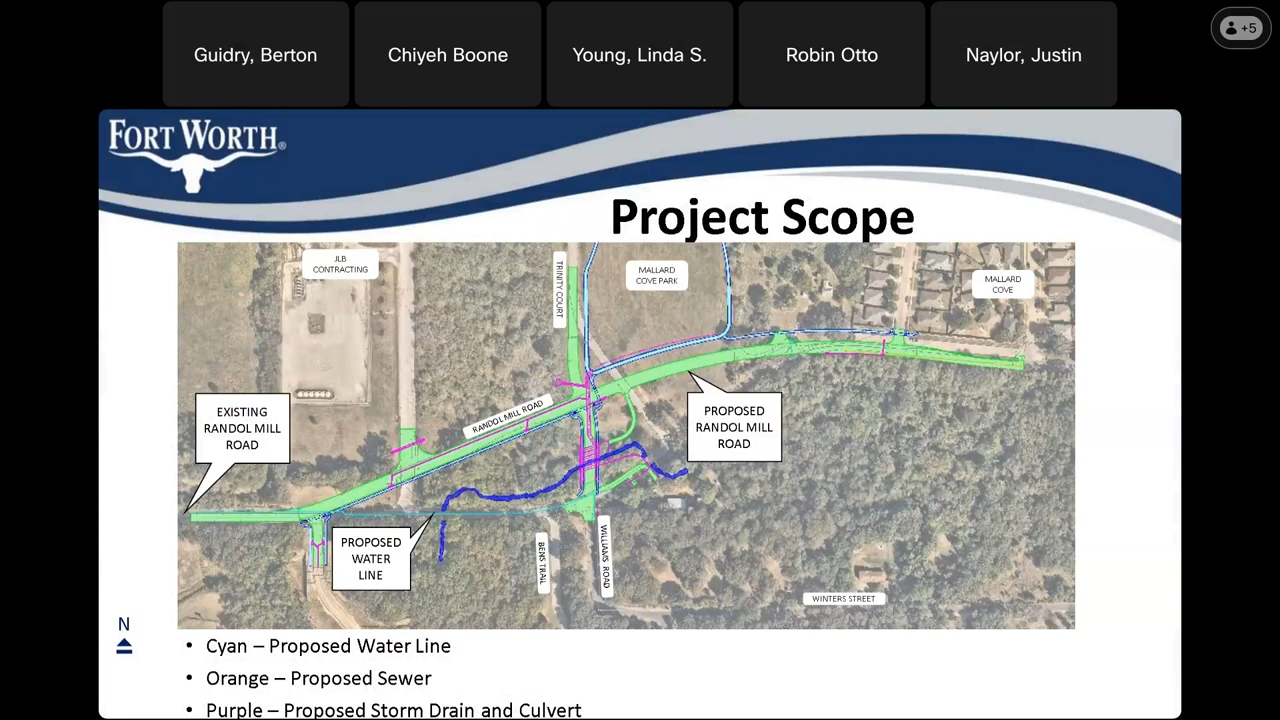 Guidry, Berton
Chiyeh Boone
Young, Linda S.
Robin Otto
Naylor, Justin
+5
FORT WORTH®
Project Scope
JLB
CONTRACTING
TRINITY COURT
MALLARD
COVE PARK
MALLARD
COVE
EXISTING
RANDOL MILL
ROAD
RANDOL MILL ROAD
PROPOSED
RANDOL MILL
ROAD
PROPOSED
WATER
LINE
BENS TRAIL
WILLIAMS ROAD
WINTERS STREET
N
• Cyan – Proposed Water Line
• Orange – Proposed Sewer
• Purple – Proposed Storm Drain and Culvert